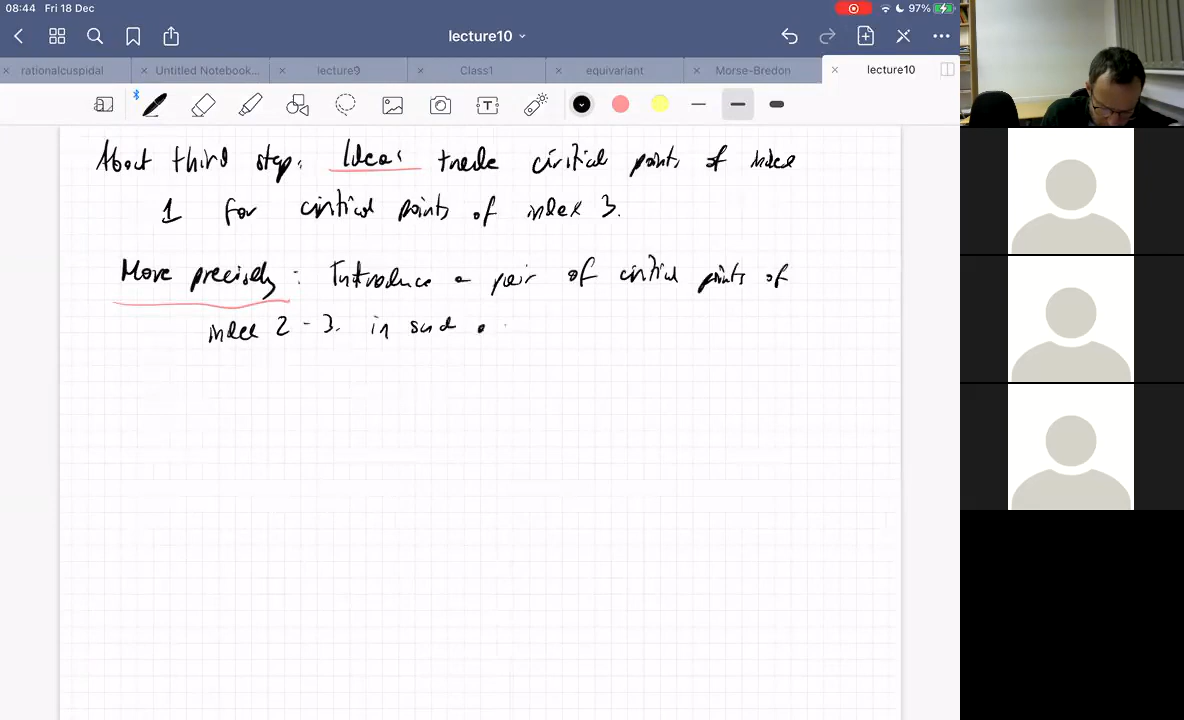 08:44 Fri 18 Dec
97%
lecture10
rationalcuspidal
Untitled Notebook...
lecture9
Class1
equivariant
Morse-Bredon
lecture10
About third step: Idea: trade critical points of index
1 for critical points of index 3.
More precisely: Introduce a pair of critical points of
index 2-3. in such a